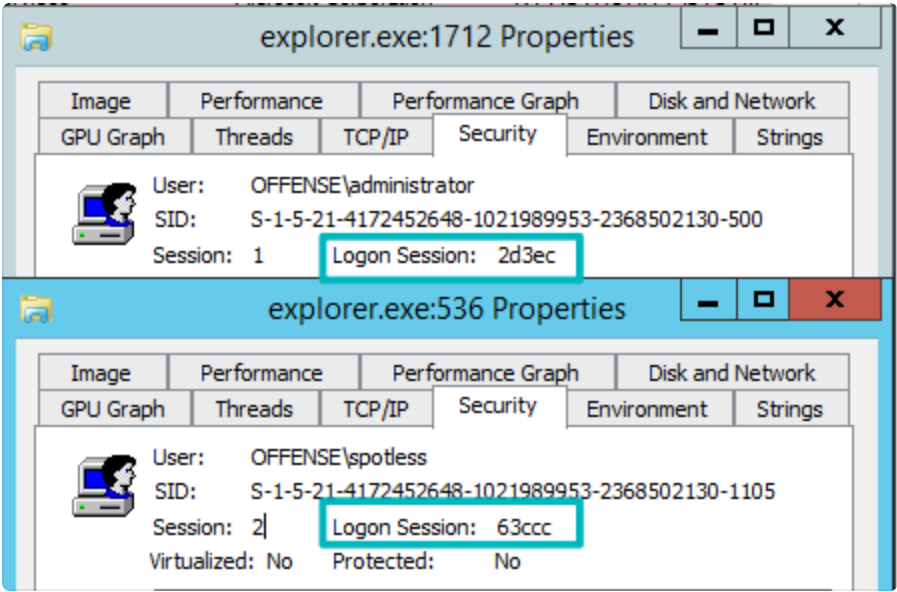 explorer.exe:1712 Properties
Image Performance Performance Graph Disk and Network
GPU Graph Threads TCP/IP Security Environment Strings
User: OFFENSE\administrator
SID: S-1-5-21-4172452648-1021989953-2368502130-500
Session: 1 Logon Session: 2d3ec
explorer.exe:536 Properties
Image Performance Performance Graph Disk and Network
GPU Graph Threads TCP/IP Security Environment Strings
User: OFFENSE\spotless
SID: S-1-5-21-4172452648-1021989953-2368502130-1105
Session: 2 Logon Session: 63ccc
Virtualized: No Protected: No